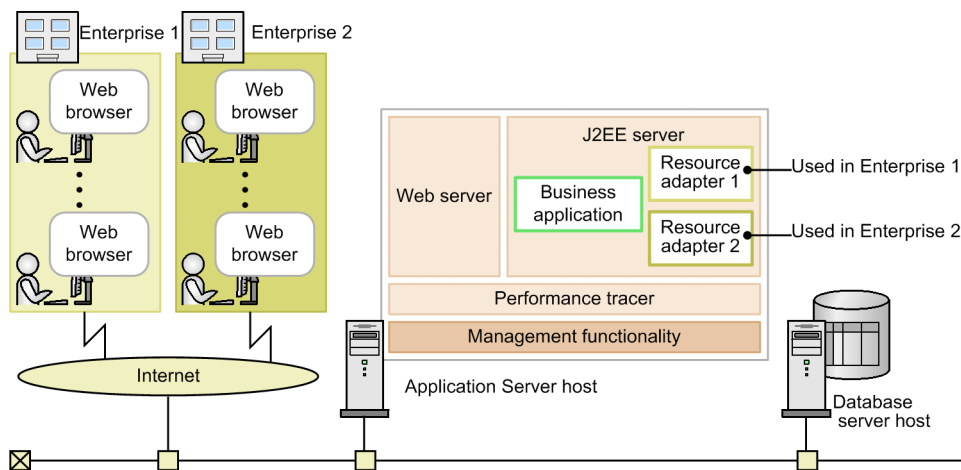 Enterprise 1
Enterprise 2
Web
browser
Web
browser
Web
browser
Web
browser
J2EE server
Web server
Business
application
Resource
adapter 1
Resource
adapter 2
Used in Enterprise 1
Used in Enterprise 2
Performance tracer
Management functionality
Internet
Application Server host
Database
server host